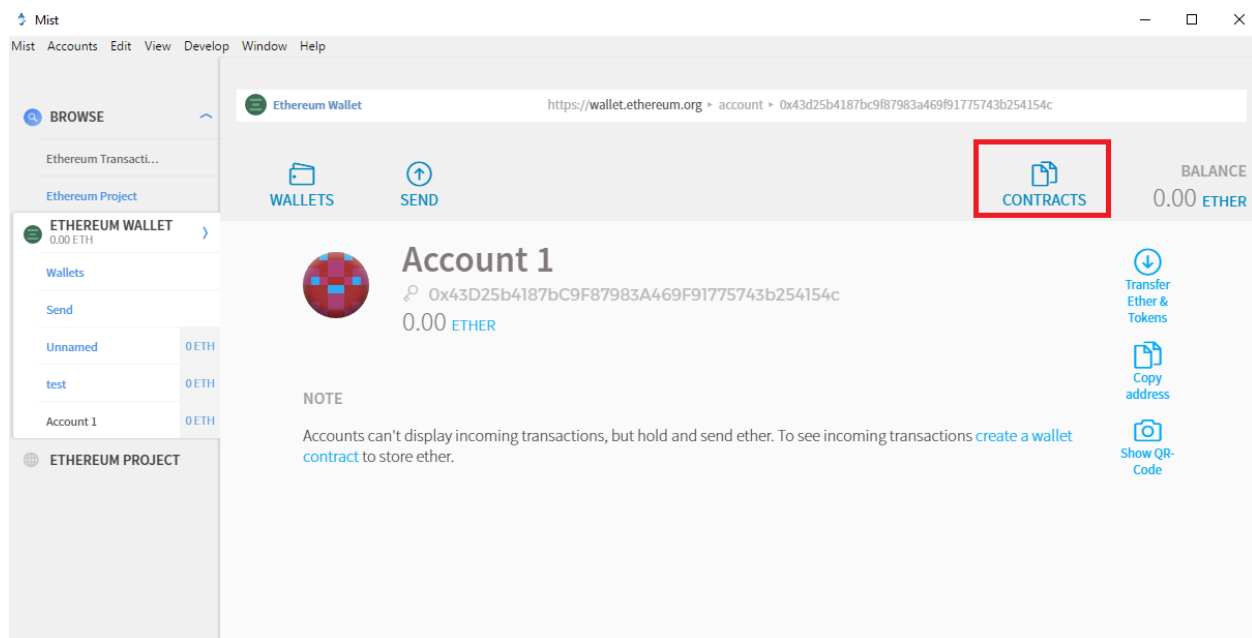 Mist
Mist Accounts Edit View Develop Window Help
BROWSE
Ethereum Transacti...
Ethereum Project
ETHEREUM WALLET
0.00 ETH
Wallets
Send
Unnamed 0 ETH
test 0 ETH
Account 1 0 ETH
ETHEREUM PROJECT
Ethereum Wallet https://wallet.ethereum.org ▸ account ▸ 0x43d25b4187bc9f87983a469f91775743b254154c
WALLETS SEND CONTRACTS
BALANCE
0.00 ETHER
Account 1
0x43D25b4187bC9F87983A469F91775743b254154c
0.00 ETHER
NOTE
Accounts can't display incoming transactions, but hold and send ether. To see incoming transactions create a wallet
contract to store ether.
Transfer
Ether &
Tokens
Copy
address
Show QR-
Code